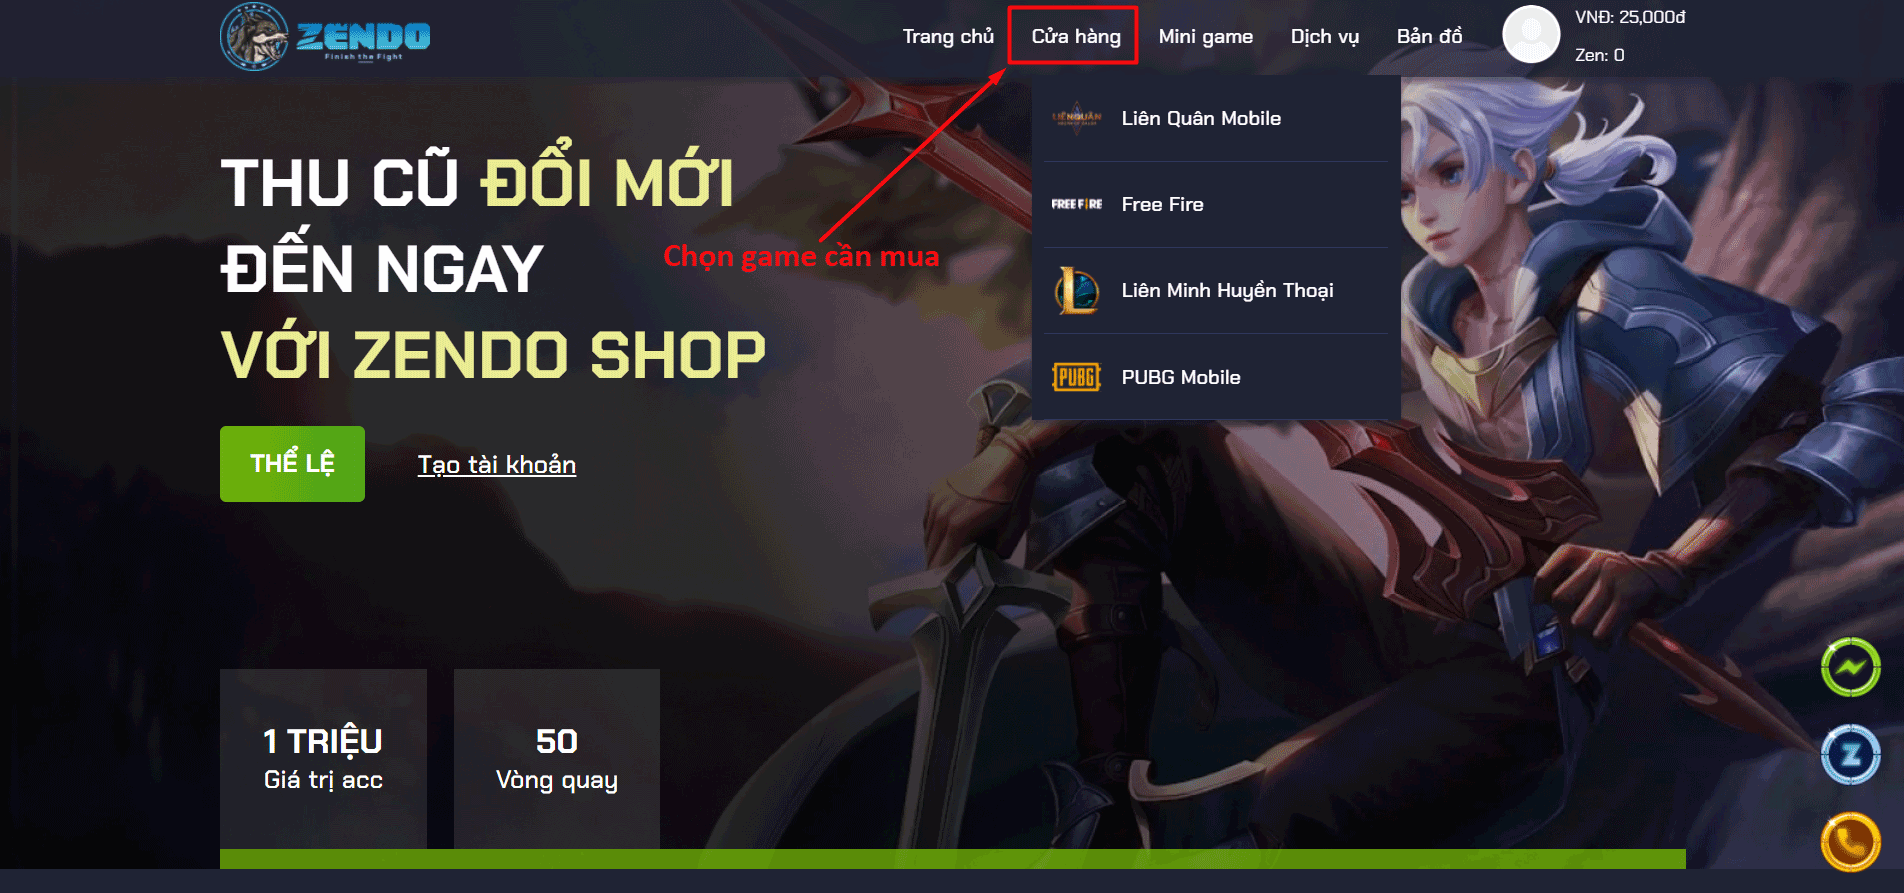 ZENDO
Finish the Fight
Trang chủ
Cửa hàng
Mini game
Dịch vụ
Bản đồ
VNĐ: 25,000đ
Zen: 0
LIÊNQUÂN
Liên Quân Mobile
FREE FIRE
Free Fire
L
Liên Minh Huyền Thoại
PUBG
PUBG Mobile
THU CŨ ĐỔI MỚI
ĐẾN NGAY
VỚI ZENDO SHOP
Chọn game cần mua
THỂ LỆ
Tạo tài khoản
1 TRIỆU
Giá trị acc
50
Vòng quay
Z